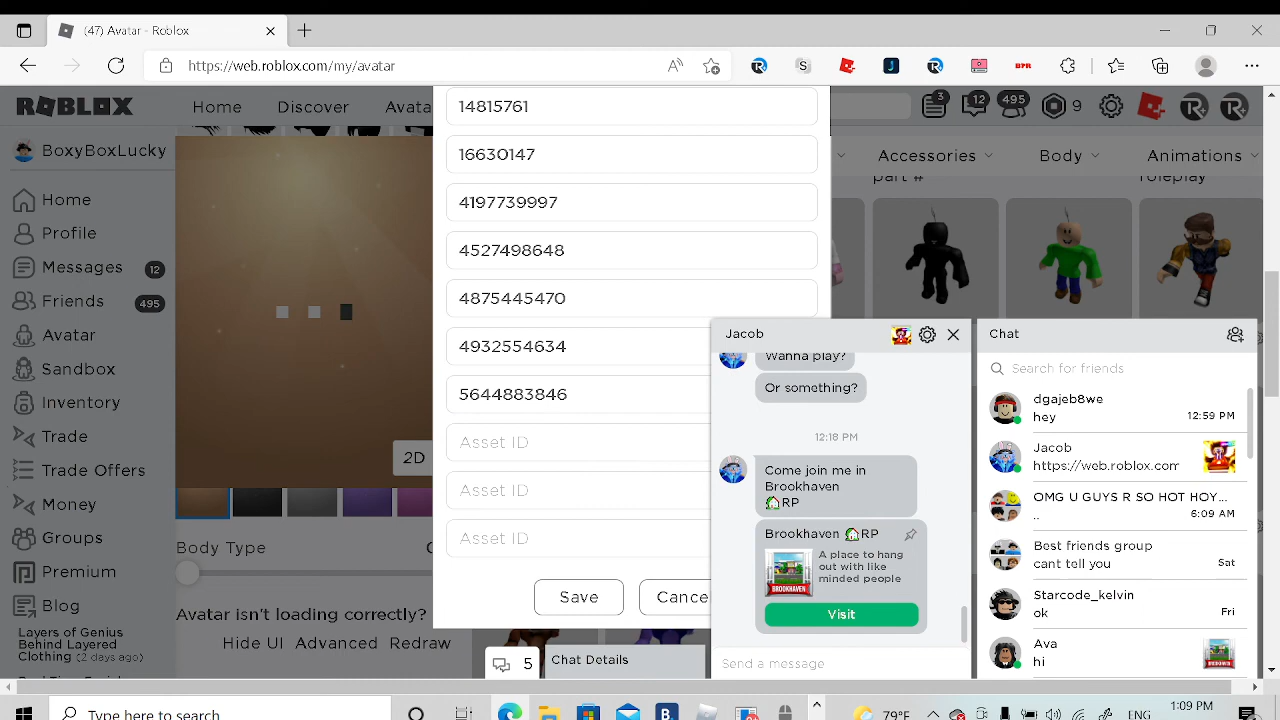 (47) Avatar - Roblox
https://web.roblox.com/my/avatar
ROBLOX
Home
Discover
Avata
3
12
495
9
BoxyBoxLucky
Home
Profile
Messages
12
Friends
495
Avatar
Sandbox
Inventory
Trade
Trade Offers
Money
Groups
Premium
Blog
Layers of Genius
Behind Layered
Clothing (2 days ago)
2D
Body Type
Avatar isn't loading correctly?
Hide UI
Advanced
Redraw
14815761
16630147
4197739997
4527498648
4875445470
4932554634
5644883846
Asset ID
Asset ID
Asset ID
Save
Cance
Accessories
Body
Animations
part #
roleplay
5
Chat Details
Jacob
Wanna play?
Or something?
12:18 PM
Come join me in
Brookhaven
RP
Brookhaven RP
A place to hang
out with like
minded people
BROOKHAVEN
Visit
Send a message
Chat
Search for friends
dgajeb8we
hey
12:59 PM
Jacob
https://www.roblox.com
OMG U GUYS R SO HOT HOY...
..
6:09 AM
Best friends group
cant tell you
Sat
Starcode_kelvin
ok
Fri
Ava
hi
Type here to search
79°F
1:09 PM